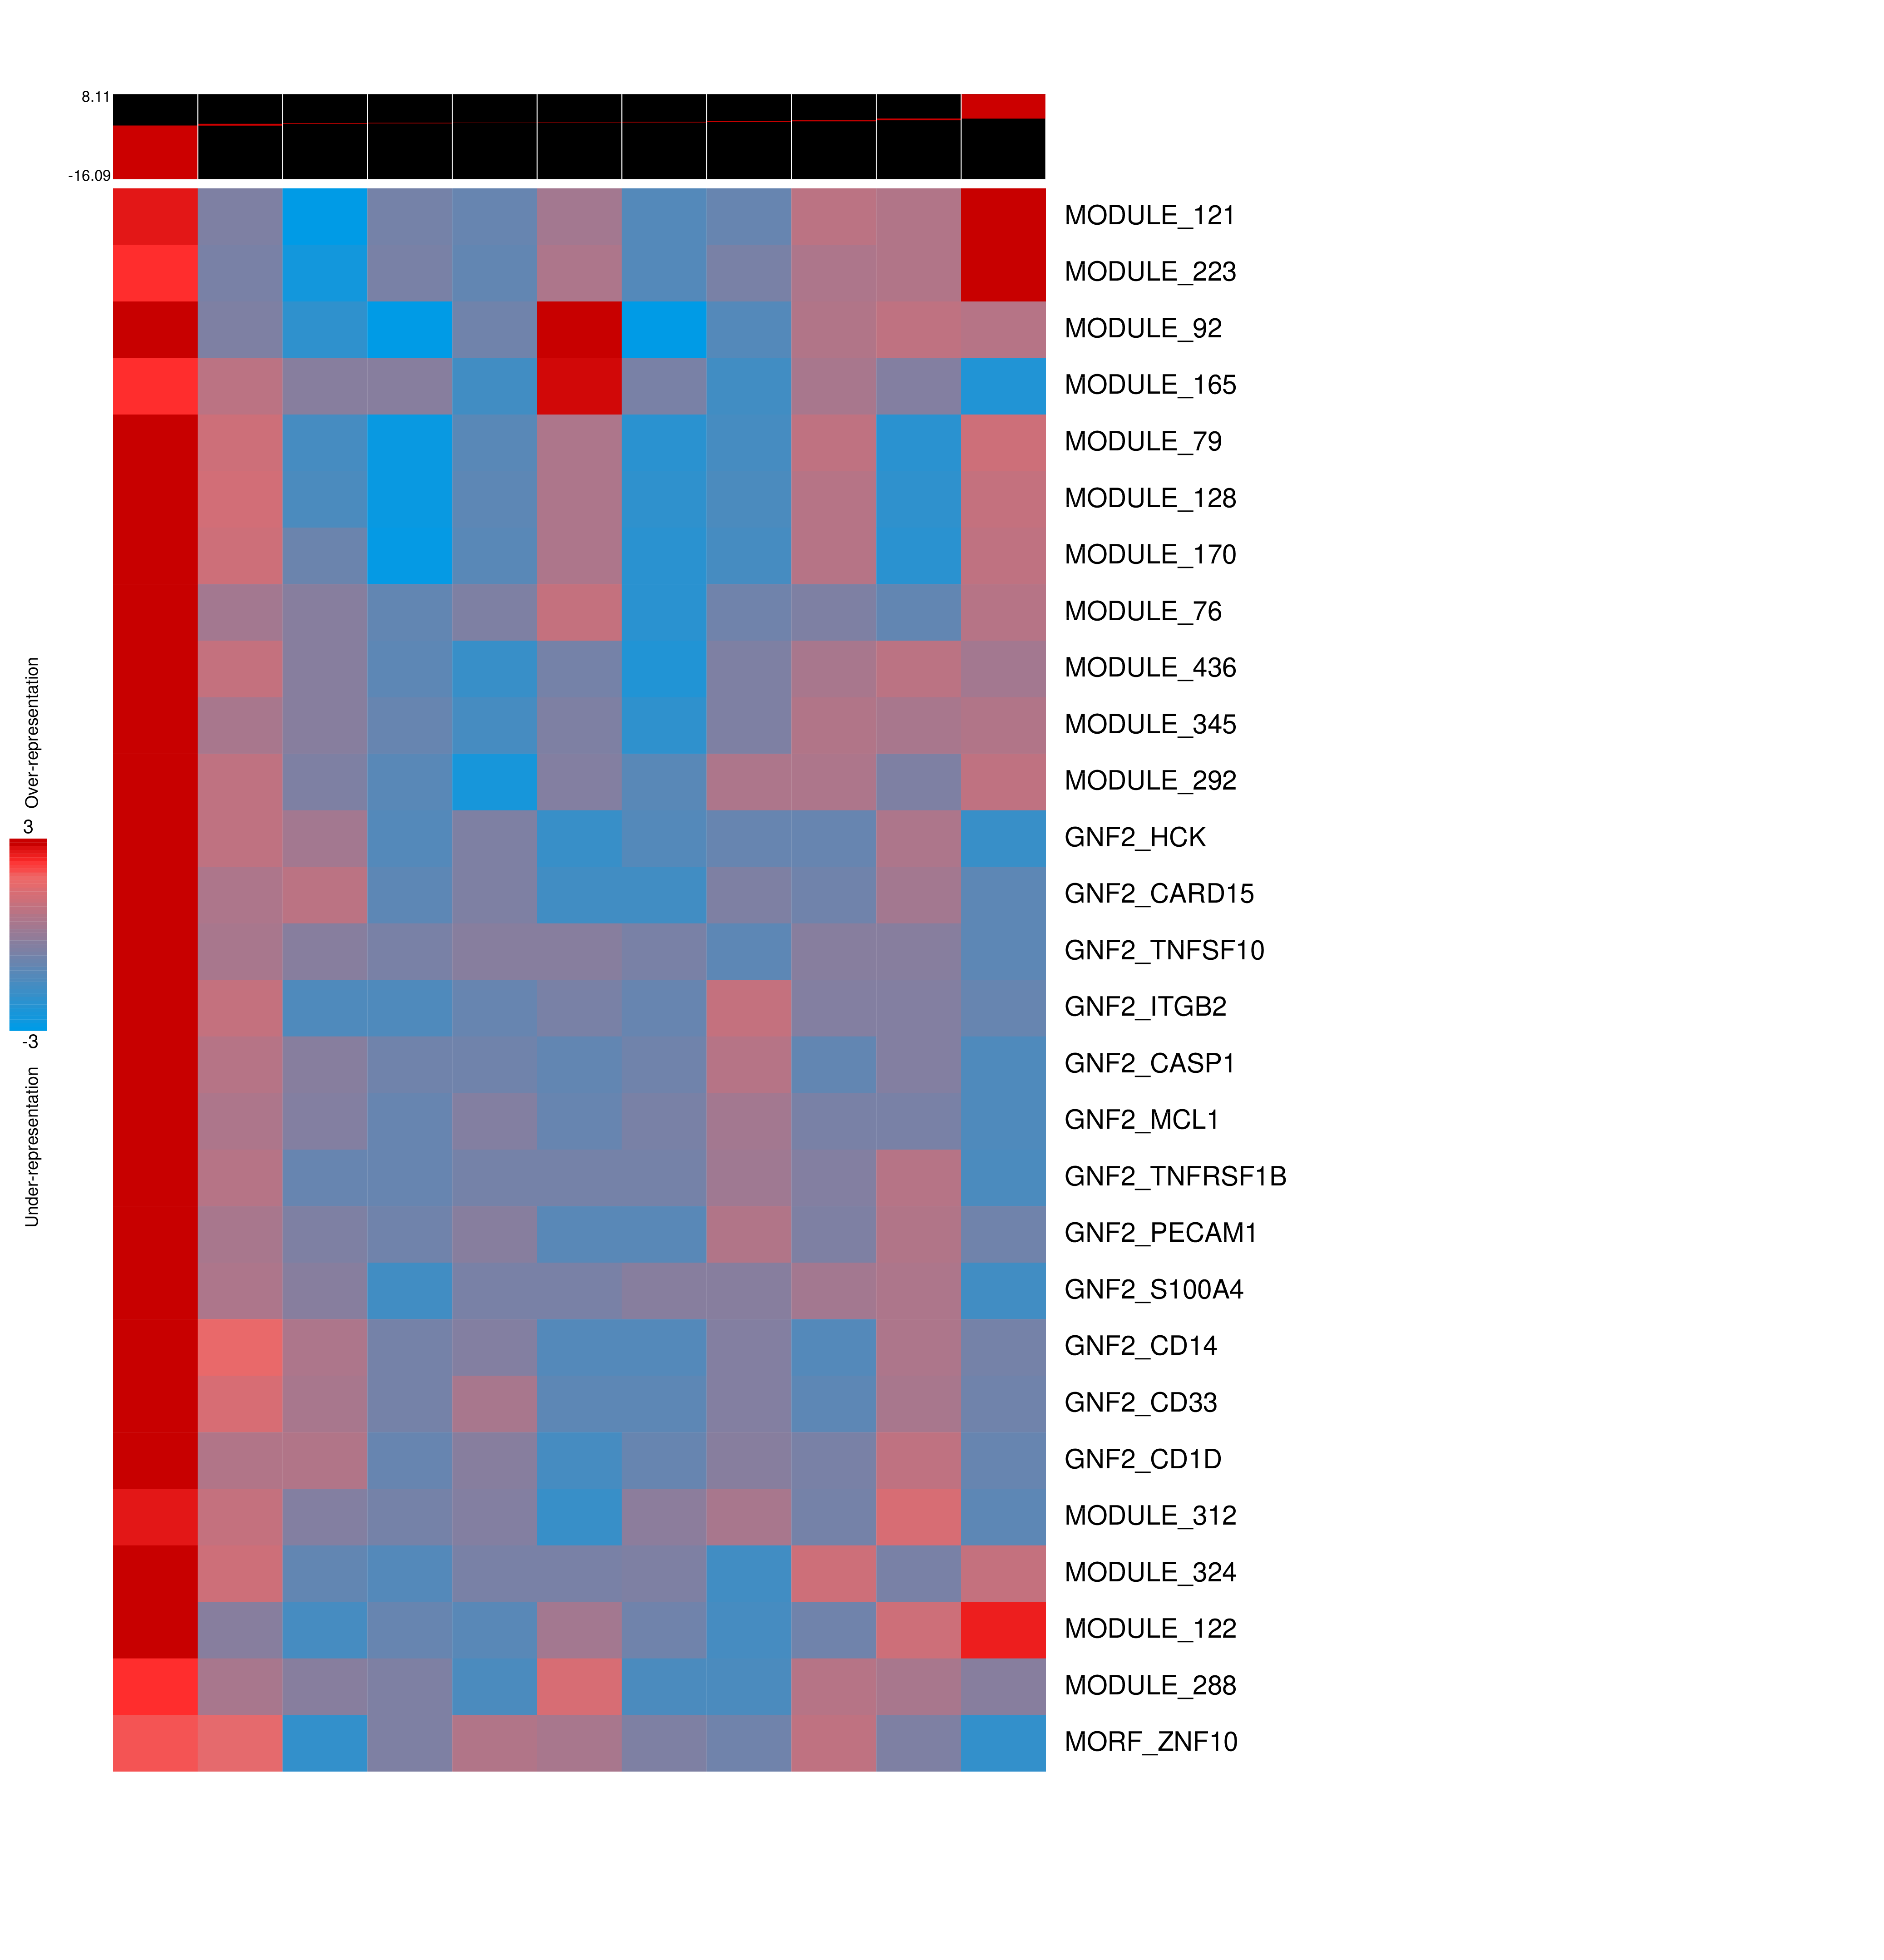 8.11
-16.09
MODULE_121
MODULE_223
MODULE_92
MODULE_165
MODULE_79
MODULE_128
MODULE_170
MODULE_76
MODULE_436
MODULE_345
MODULE_292
GNF2_HCK
GNF2_CARD15
GNF2_TNFSF10
GNF2_ITGB2
GNF2_CASP1
GNF2_MCL1
GNF2_TNFRSF1B
GNF2_PECAM1
GNF2_S100A4
GNF2_CD14
GNF2_CD33
GNF2_CD1D
MODULE_312
MODULE_324
MODULE_122
MODULE_288
MORF_ZNF10
Over-representation
3
-3
Under-representation